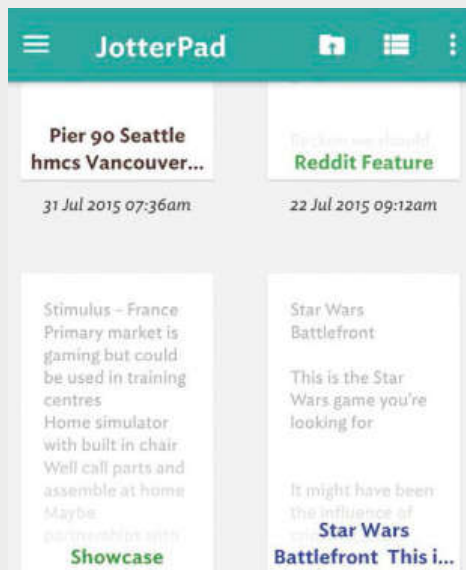 JotterPad
Pier 90 Seattle
hmcs Vancouver...
Reddit Feature
31 Jul 2015 07:36am
22 Jul 2015 09:12am
Stimulus – France
Primary market is
gaming but could
be used in training
centres
Home simulator
with built in chair
Well call parts and
assemble at home
Maybe
partnerships with
Showcase
Star Wars
Battlefront
This is the Star
Wars game you're
looking for
It might have been
the influence of
Star Wars
Battlefront This i...